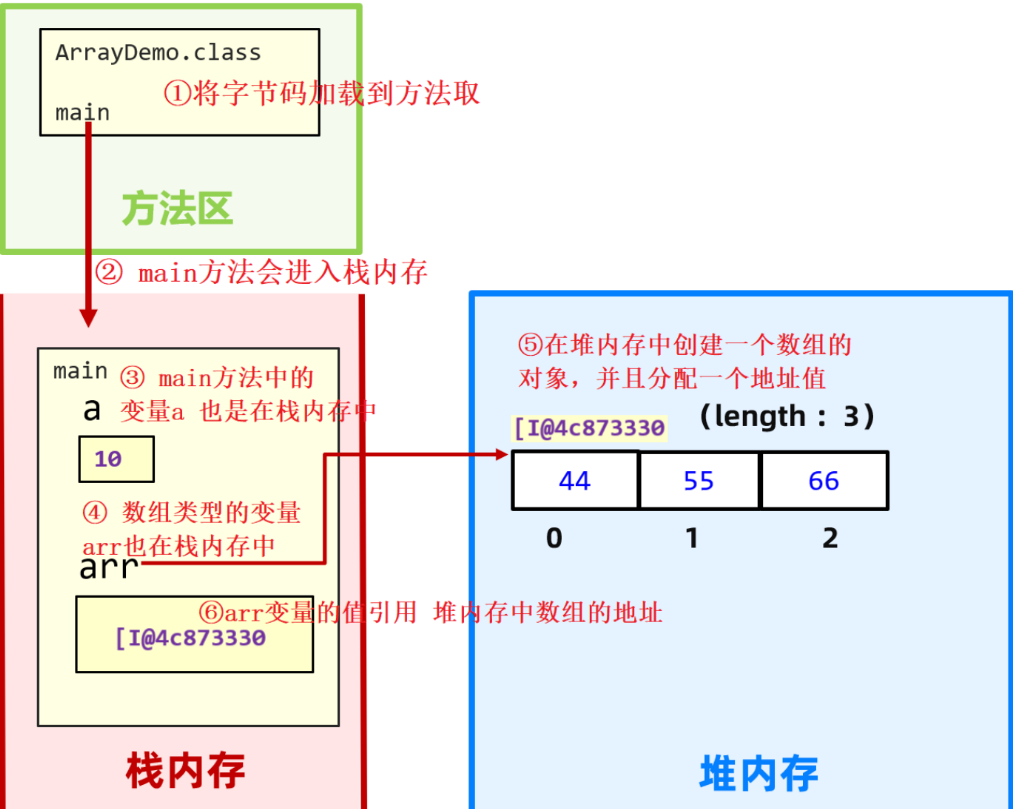 ArrayDemo.class
①将字节码加载到方法取
main
方法区
② main方法会进入栈内存
main
③ main方法中的
变量a 也是在栈内存中
a
10
④ 数组类型的变量
arr也在栈内存中
arr
⑥arr变量的值引用 堆内存中数组的地址
[I@4c873330
栈内存
⑤在堆内存中创建一个数组的
对象，并且分配一个地址值
[I@4c873330
(length : 3)
44 55 66
0 1 2
堆内存